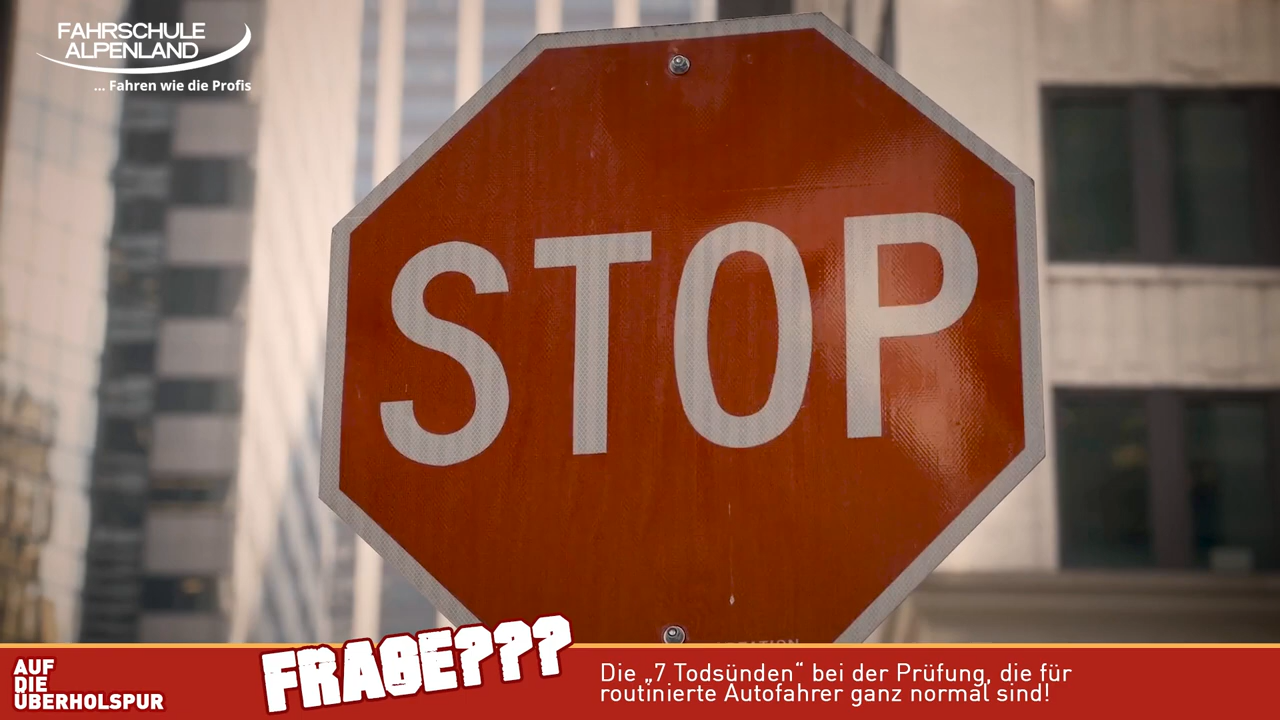 FAHRSCHULE
ALPENLAND
... Fahren wie die Profis
STOP
FRAGE???
Die „7 Todsünden“ bei der Prüfung, die für
routinierte Autofahrer ganz normal sind!
AUF
DIE
ÜBERHOLSPUR